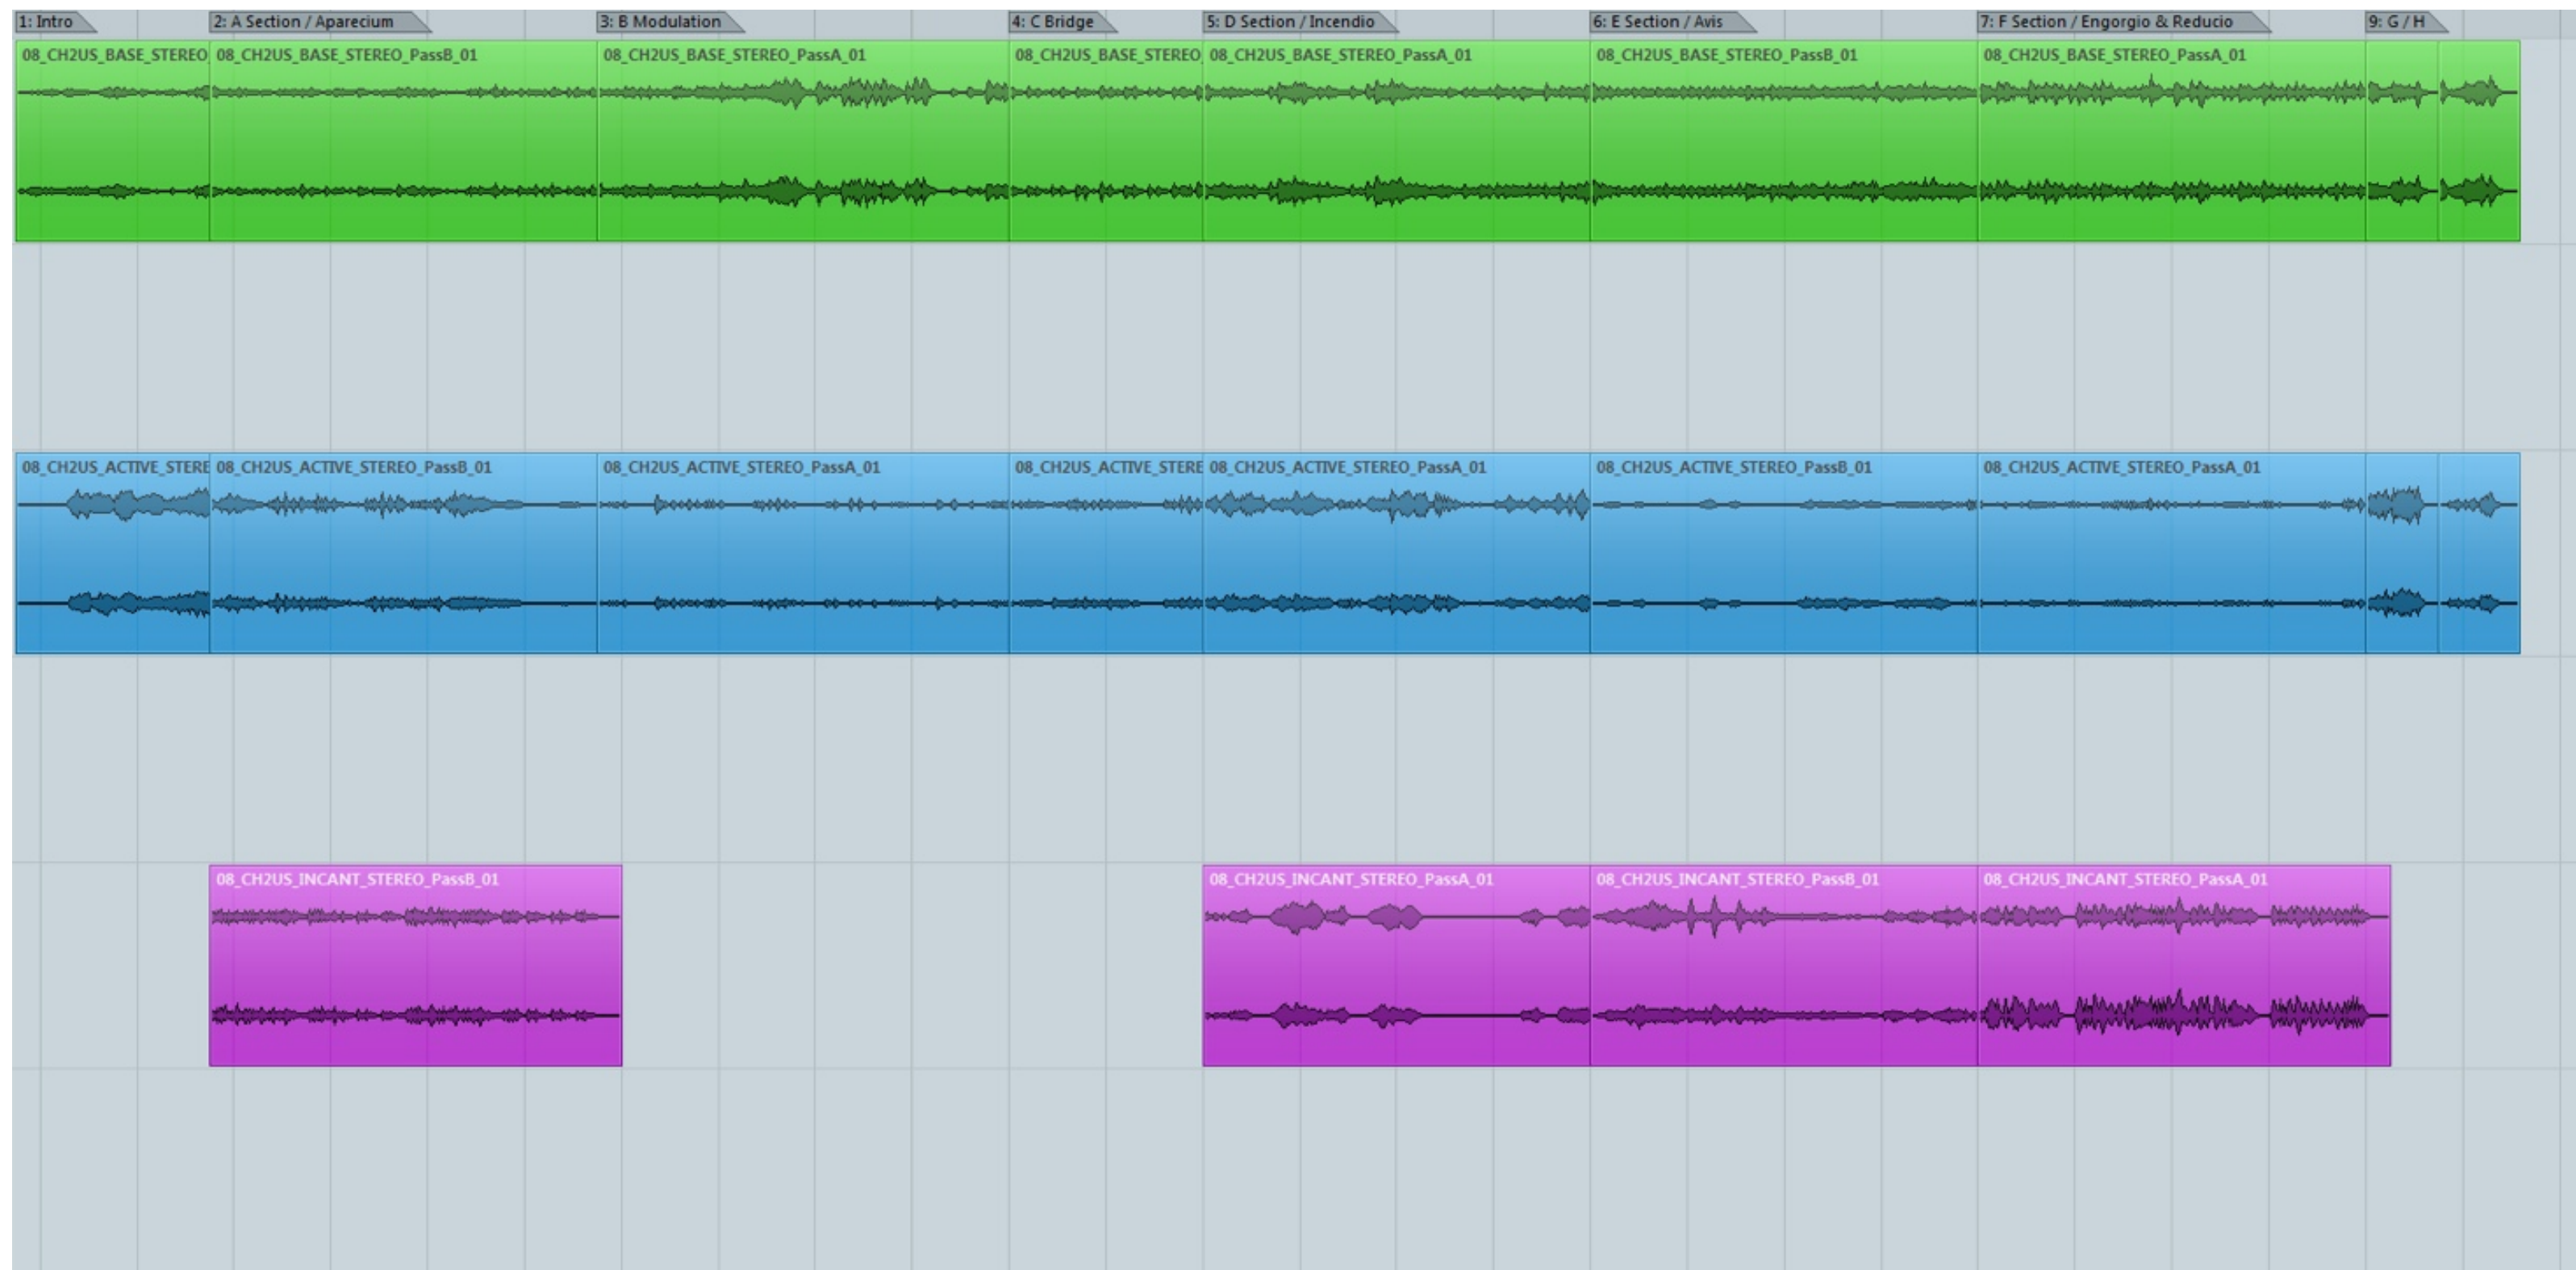 1: Intro
2: A Section / Aparecium
3: B Modulation
4: C Bridge
5: D Section / Incendio
6: E Section / Avis
7: F Section / Engorgio & Reducio
9: G / H
08_CH2US_BASE_STEREO
08_CH2US_BASE_STEREO_PassB_01
08_CH2US_BASE_STEREO_PassA_01
08_CH2US_BASE_STEREO
08_CH2US_BASE_STEREO_PassA_01
08_CH2US_BASE_STEREO_PassB_01
08_CH2US_BASE_STEREO_PassA_01
08_CH2US_ACTIVE_STERE
08_CH2US_ACTIVE_STEREO_PassB_01
08_CH2US_ACTIVE_STEREO_PassA_01
08_CH2US_ACTIVE_STERE
08_CH2US_ACTIVE_STEREO_PassA_01
08_CH2US_ACTIVE_STEREO_PassB_01
08_CH2US_ACTIVE_STEREO_PassA_01
08_CH2US_INCANT_STEREO_PassB_01
08_CH2US_INCANT_STEREO_PassA_01
08_CH2US_INCANT_STEREO_PassB_01
08_CH2US_INCANT_STEREO_PassA_01